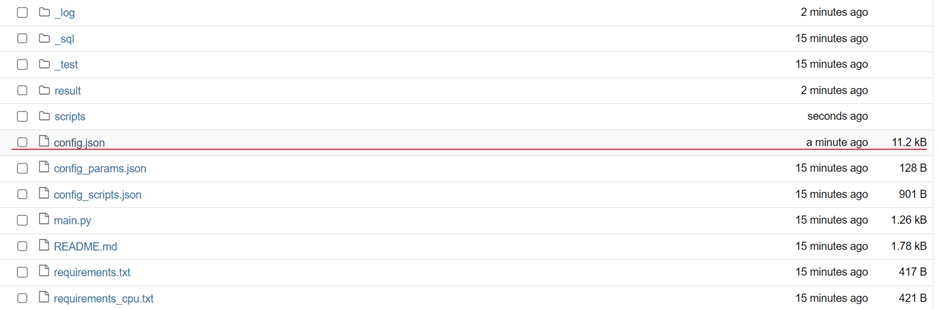 _log 2 minutes ago
_sql 15 minutes ago
_test 15 minutes ago
result 2 minutes ago
scripts seconds ago
config.json a minute ago 11.2 kB
config_params.json 15 minutes ago 128 B
config_scripts.json 15 minutes ago 901 B
main.py 15 minutes ago 1.26 kB
README.md 15 minutes ago 1.78 kB
requirements.txt 15 minutes ago 417 B
requirements_cpu.txt 15 minutes ago 421 B